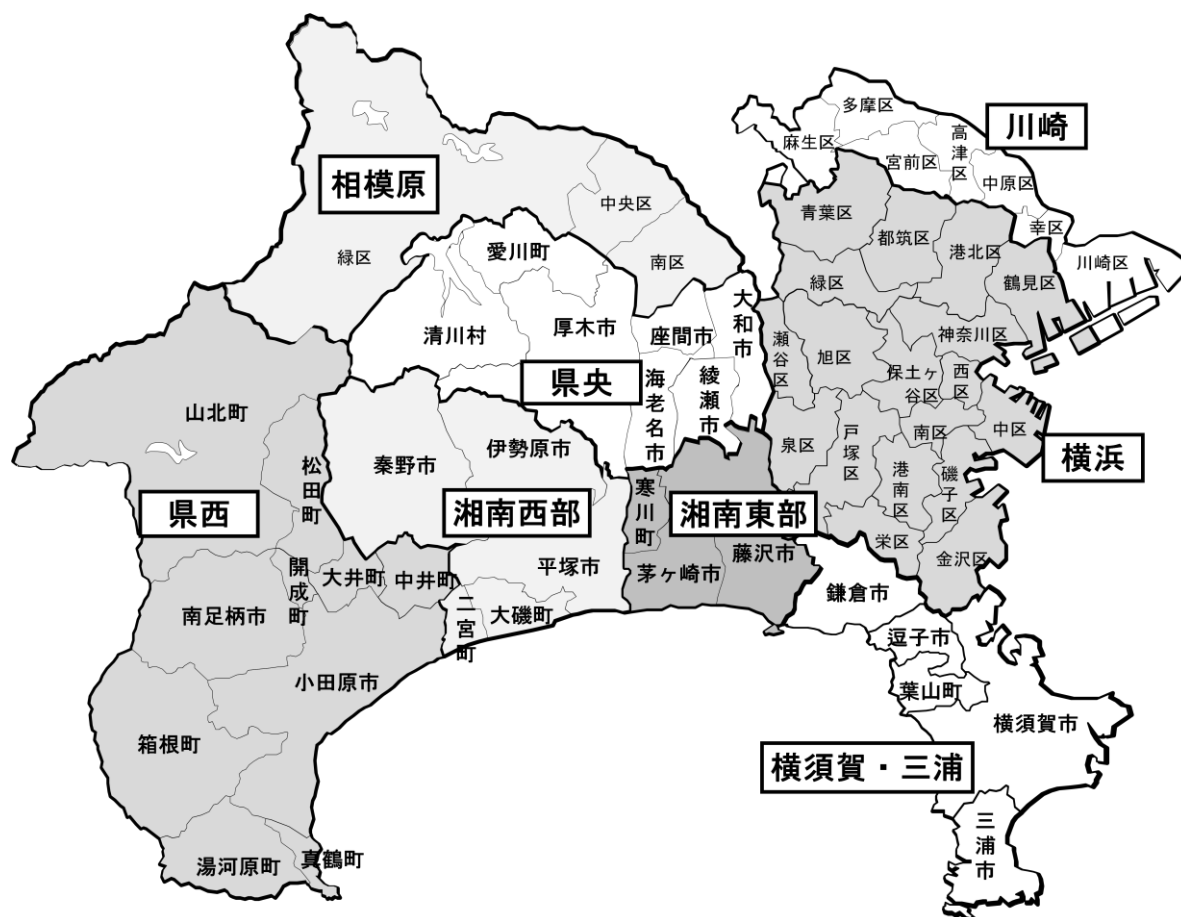 川崎
多摩区
麻生区
高津区
宮前区
中原区
幸区
川崎区
相模原
中央区
緑区
南区
県央
愛川町
清川村
厚木市
座間市
大和市
海老名市
綾瀬市
横浜
青葉区
都筑区
港北区
鶴見区
緑区
神奈川区
瀬谷区
旭区
保土ヶ
谷区
西区
中区
南区
泉区
戸塚区
港南区
磯子区
栄区
金沢区
県西
山北町
松田町
開成町
大井町
中井町
南足柄市
小田原市
箱根町
湯河原町
真鶴町
湘南西部
秦野市
伊勢原市
平塚市
大磯町
二宮町
湘南東部
寒川町
茅ヶ崎市
藤沢市
横須賀・三浦
鎌倉市
逗子市
葉山町
横須賀市
三浦市